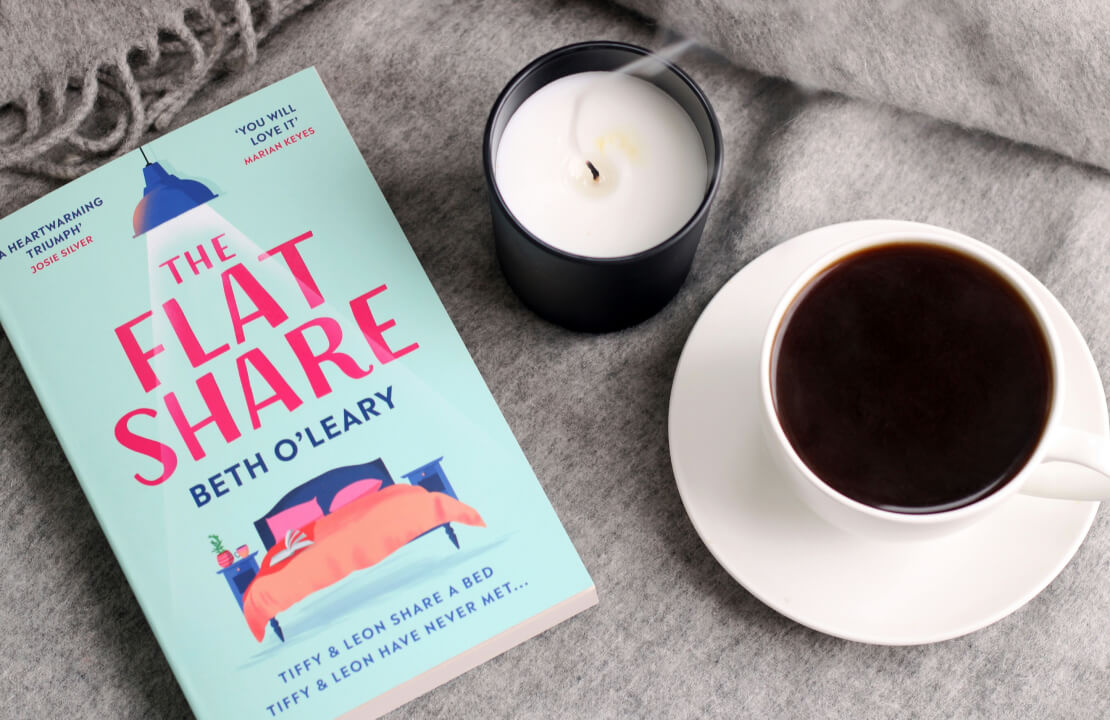 'YOU WILL
LOVE IT'
MARIAN KEYES
A HEARTWARMING
TRIUMPH'
JOSIE SILVER
THE
FLAT
SHARE
BETH O'LEARY
TIFFY & LEON SHARE A BED
TIFFY & LEON HAVE NEVER MET...